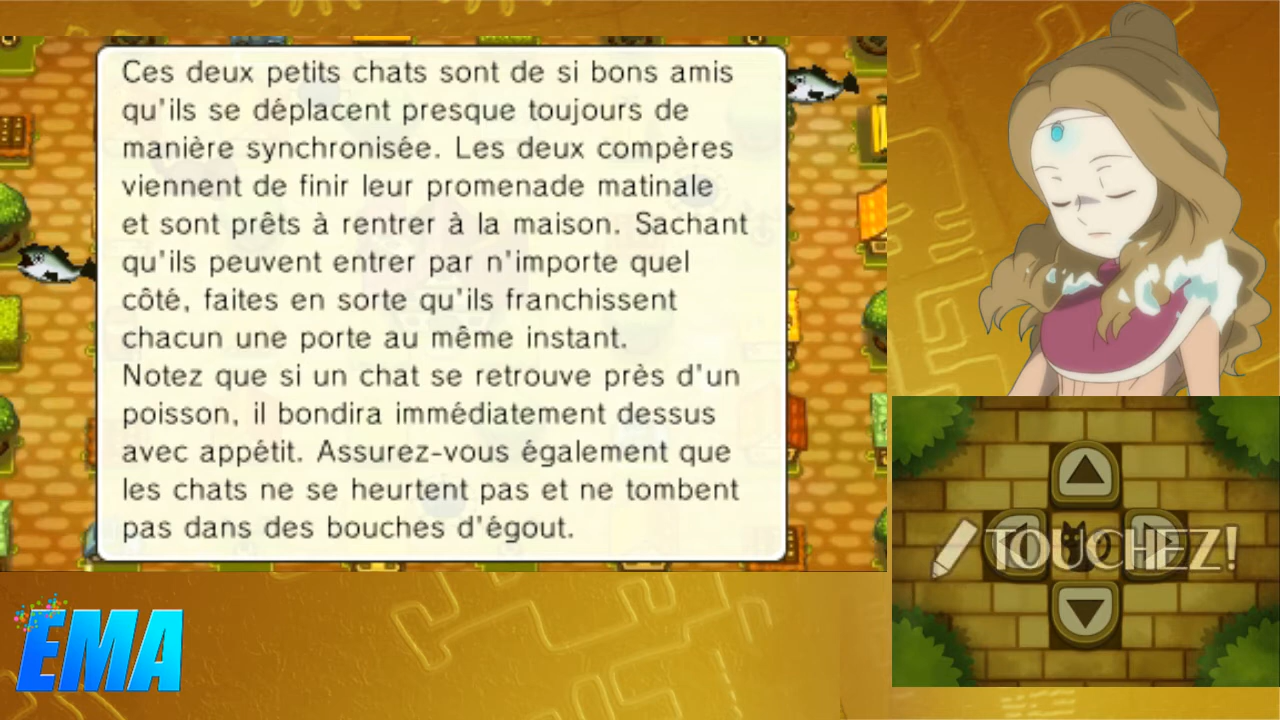 Ces deux petits chats sont de si bons amis
qu'ils se déplacent presque toujours de
manière synchronisée. Les deux compères
viennent de finir leur promenade matinale
et sont prêts à rentrer à la maison. Sachant
qu'ils peuvent entrer par n'importe quel
côté, faites en sorte qu'ils franchissent
chacun une porte au même instant.
Notez que si un chat se retrouve près d'un
poisson, il bondira immédiatement dessus
avec appétit. Assurez-vous également que
les chats ne se heurtent pas et ne tombent
pas dans des bouches d'égout.
TOUCHEZ!
EMA